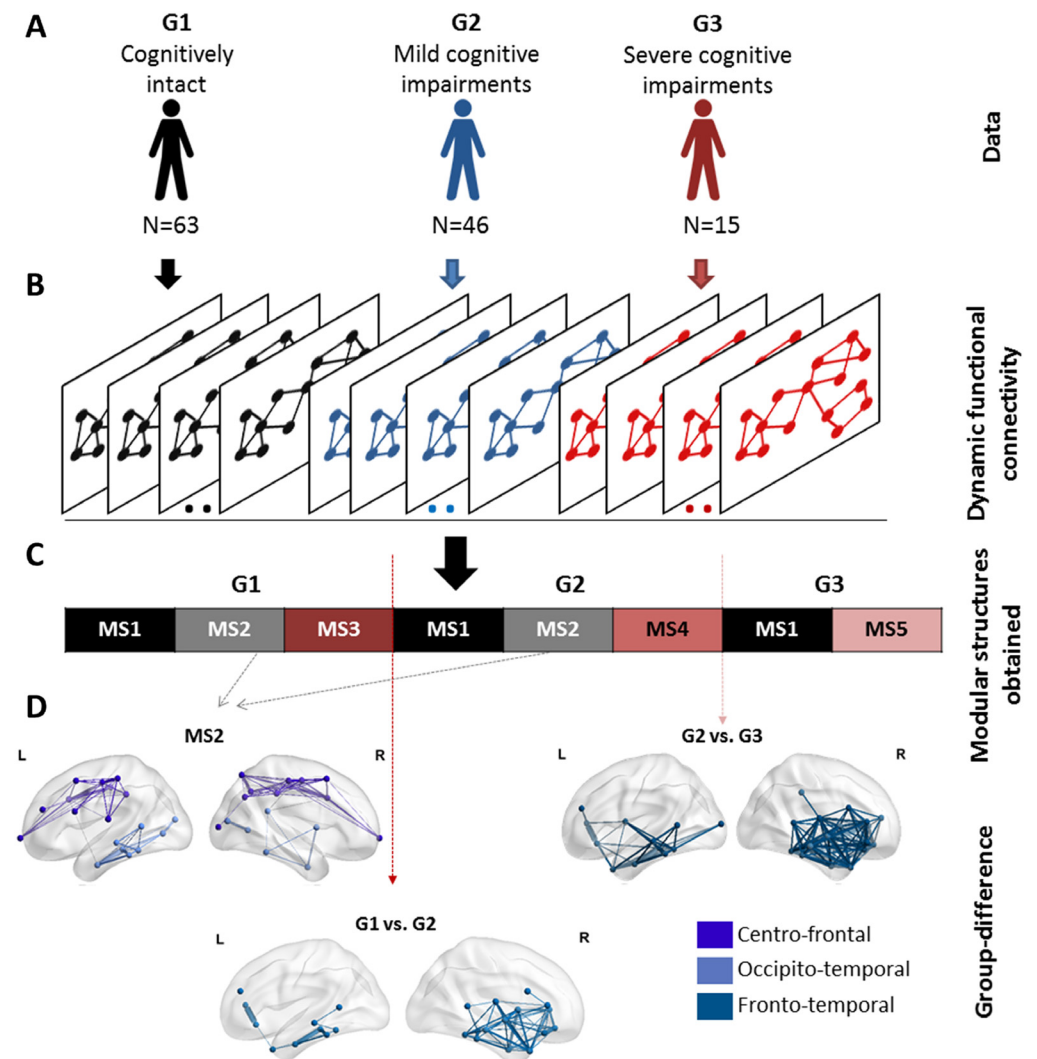 A
G1
Cognitively
intact
N=63
G2
Mild cognitive
impairments
N=46
G3
Severe cognitive
impairments
N=15
Data
B
Dynamic functional
connectivity
C
G1
G2
G3
MS1 MS2 MS3 MS1 MS2 MS4 MS1 MS5
Modular structures
obtained
D
MS2
L
R
G2 vs. G3
L
R
G1 vs. G2
L
R
Centro-frontal
Occipito-temporal
Fronto-temporal
Group-difference